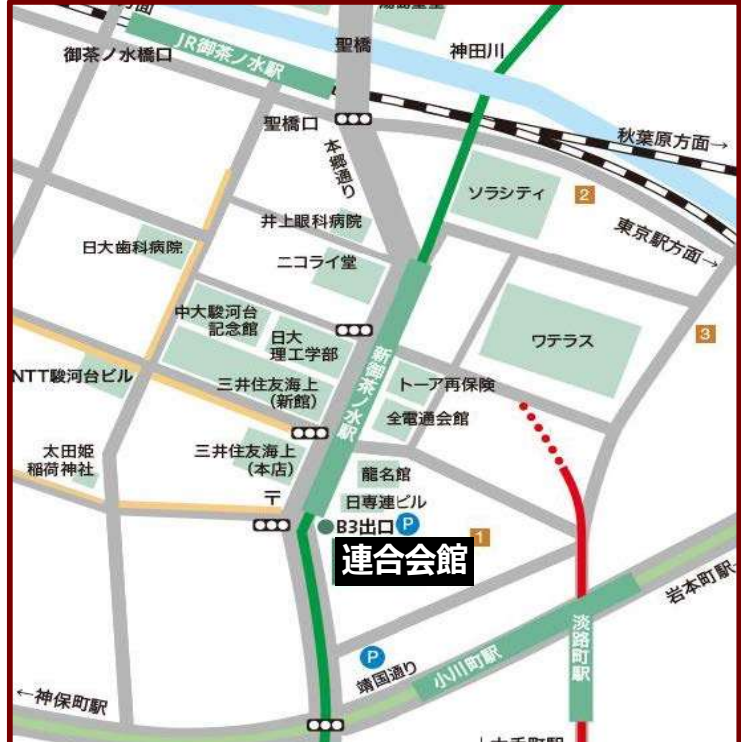 方面
御茶ノ水橋口
JR御茶ノ水駅
聖橋
神田川
聖橋口
本郷通り
秋葉原方面→
ソラシティ
2
東京駅方面→
井上眼科病院
日大歯科病院
ニコライ堂
中大駿河台
記念館
日大
理工学部
新御茶ノ水駅
ワテラス
3
NTT駿河台ビル
三井住友海上
(新館)
トーア再保険
全電通会館
太田姫
稲荷神社
三井住友海上
(本店)
龍名館
〒
日専連ビル
B3出口
P
1
連合会館
岩本町駅
淡路町駅
小川町駅
P
靖国通り
←神保町駅